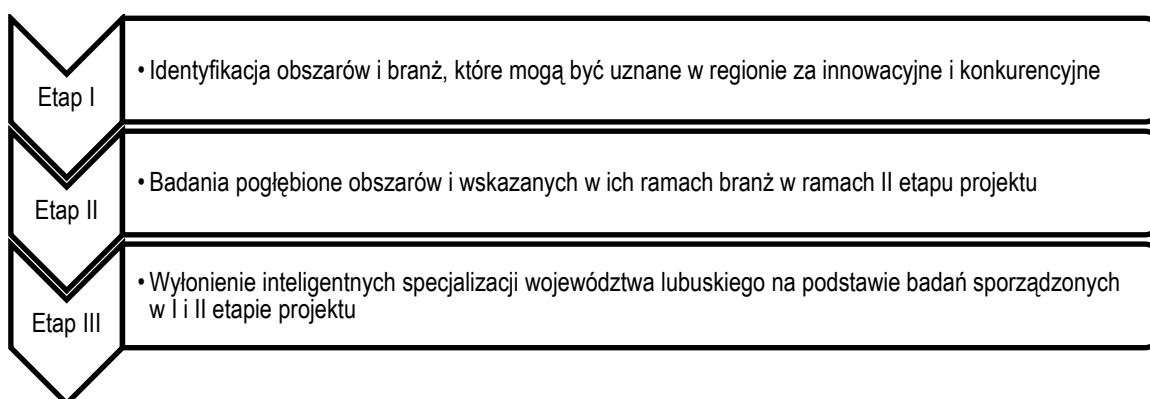 Etap I
• Identyfikacja obszarów i branż, które mogą być uznane w regionie za innowacyjne i konkurencyjne
Etap II
• Badania pogłębione obszarów i wskazanych w ich ramach branż w ramach II etapu projektu
Etap III
• Wyłonienie inteligentnych specjalizacji województwa lubuskiego na podstawie badań sporządzonych
w I i II etapie projektu